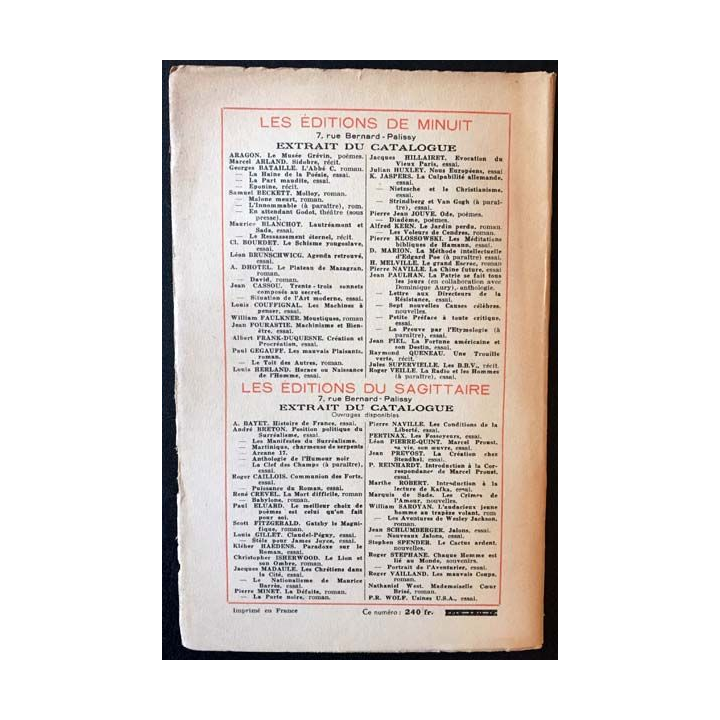 LES ÉDITIONS DE MINUIT
7, rue Bernard-Palissy
EXTRAIT DU CATALOGUE
ARAGON. Le Musée Grévin, poèmes.
Marcel ARLAND. Sidobre, récit.
Georges BATAILLE. L'Abbé C. roman.
— La Haine de la Poésie, essai.
— La Part maudite, essai.
— Eponine, récit.
Samuel BECKETT. Molloy, roman.
— Malone meurt, roman.
— L'Innommable (à paraître), rom.
— En attendant Godot, théâtre (sous
presse).
Maurice BLANCHOT. Lautréamont et
Sade, essai.
— Le Ressassement éternel, récit.
Cl. BOURDET. Le Schisme yougoslave,
essai.
Léon BRUNSCHWICG. Agenda retrouvé,
essai.
A. DHOTEL. Le Plateau de Mazagran,
roman.
— David, roman.
Jean CASSOU. Trente-trois sonnets
composés au secret.
— Situation de l'Art moderne, essai.
Louis COUFFIGNAL. Les Machines à
penser, essai.
William FAULKNER. Moustiques, roman
Jean FOURASTIE. Machinisme et Bien-
être, essai.
Albert FRANK-DUQUESNE. Création et
Procréation, essai.
Paul GEGAUFF. Les mauvais Plaisants,
roman.
— Le Toit des Autres, roman.
Louis HERLAND. Horace ou Naissance
de l'Homme, essai.
Jacques HILLAIRET. Evocation du
Vieux Paris, essai.
Julian HUXLEY. Nous Européens, essai
K. JASPERS. La Culpabilité allemande,
essai.
— Nietzsche et le Christianisme,
essai.
— Strindberg et Van Gogh (à paraî-
tre), essai.
Pierre Jean JOUVE. Ode, poèmes.
— Diadème, poèmes.
Alfred KERN. Le Jardin perdu, roman
— Les Voleurs de Cendres, roman.
Pierre KLOSSOWSKI. Les Méditations
bibliques de Hamann, essai.
D. MARION. La Méthode intellectuelle
d'Edgard Poe (à paraître) essai.
H. MELVILLE. Le grand Escroc, roman
Pierre NAVILLE. La Chine future, essai
Jean PAULHAN. La Patrie se fait tous
les jours (en collaboration avec
Dominique Aury), anthologie.
— Lettre aux Directeurs de la
Résistance, essai.
— Sept nouvelles Causes célèbres,
nouvelles.
— Petite Préface à toute critique,
essai.
— La Preuve par l'Etymologie (à
paraître), essai.
Jean PIEL. La Fortune américaine et
son Destin, essai.
Raymond QUENEAU. Une Trouille
verte, récit.
Jules SUPERVIELLE. Les B.B.V., récit.
Roger VEILLE. La Radio et les Hommes
(à paraître), essai.
LES ÉDITIONS DU SAGITTAIRE
7, rue Bernard-Palissy
EXTRAIT DU CATALOGUE
Ouvrages disponibles
A. BAYET. Histoire de France, essai.
André BRETON. Position politique du
Surréalisme, essai.
— Les Manifestes du Surréalisme.
— Martinique, charmeuse de serpents
— Arcane 17.
— Anthologie de l'Humour noir
— La Clef des Champs (à paraître),
essai.
Roger CAILLOIS. Communion des Forts,
essai.
— Puissance du Roman, essai.
René CREVEL. La Mort difficile, roman
— Babylone, roman.
Paul ELUARD. Le meilleur choix de
poèmes est celui qu'on fait
pour soi.
Scott FITZGERALD. Gatsby le Magni-
fique, roman.
Louis GILLET. Claudel-Péguy, essai.
— Stèle pour James Joyce, essai.
Kléber HAEDENS. Paradoxe sur le
Roman, essai.
Christopher ISHERWOOD. Le Lion et
son Ombre, roman.
Jacques MADAULE. Les Chrétiens dans
la Cité, essai.
— Le Nationalisme de Maurice
Barrès, essai.
Pierre MINET. La Défaite, roman.
— La Porte noire, roman.
Pierre NAVILLE. Les Conditions de la
Liberté, essai.
PERTINAX. Les Fossoyeurs, essai.
Léon PIERRE-QUINT. Marcel Proust,
sa vie, son œuvre, essai.
Jean PREVOST. La Création chez
Stendhal, essai.
P. REINHARDT. Introduction à la Cor-
respondance de Marcel Proust,
essai.
Marthe ROBERT. Introduction à la
lecture de Kafka, essai.
Marquis de Sade. Les Crimes de
l'Amour, nouvelles.
William SAROYAN. L'audacieux jeune
homme au trapèze volant, rom
— Les Aventures de Wesley Jackson,
roman.
Jean SCHLUMBERGER. Jalons, essai.
— Nouveaux Jalons, essai.
Stephen SPENDER. Le Cactus ardent,
nouvelles.
Roger STEPHANE. Chaque Homme est
lié au Monde, souvenirs.
— Portrait de l'Aventurier, essai.
Roger VAILLAND. Les mauvais Coups,
roman.
Nathaniel WEST. Mademoiselle Cœur
Brisé, roman.
P.R. WOLF. Usines U.S.A., essai.
Imprimé en France
Ce numéro : 240 fr.